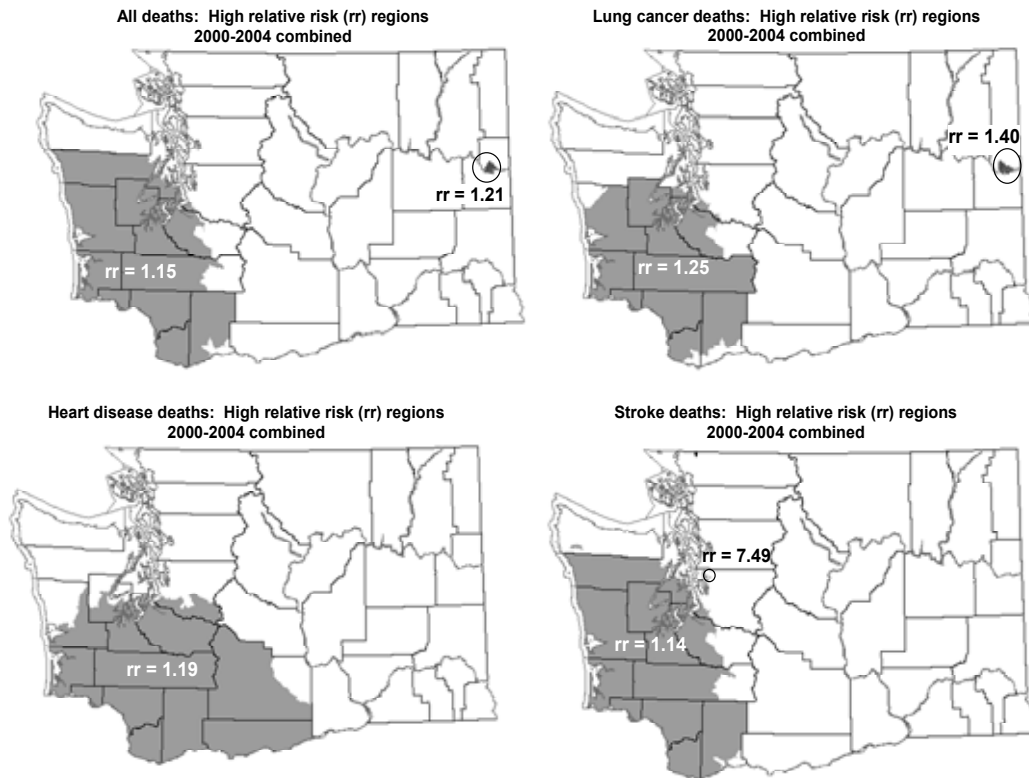 All deaths:  High relative risk (rr) regions
2000-2004 combined
rr = 1.21
rr = 1.15
Lung cancer deaths:  High relative risk (rr) regions
2000-2004 combined
rr = 1.40
rr = 1.25
Heart disease deaths:  High relative risk (rr) regions
2000-2004 combined
rr = 1.19
Stroke deaths:  High relative risk (rr) regions
2000-2004 combined
rr = 7.49
rr = 1.14